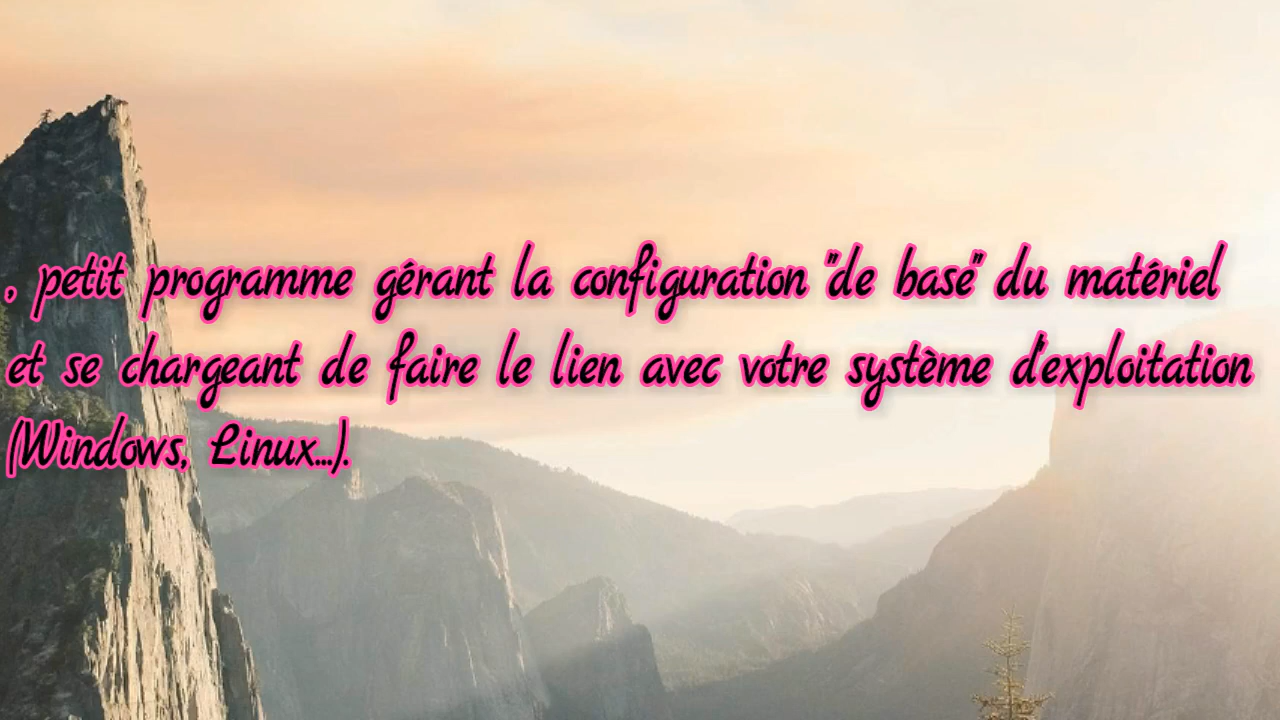 , petit programme gérant la configuration "de base" du matériel
et se chargeant de faire le lien avec votre système d'exploitation
(Windows, Linux...).